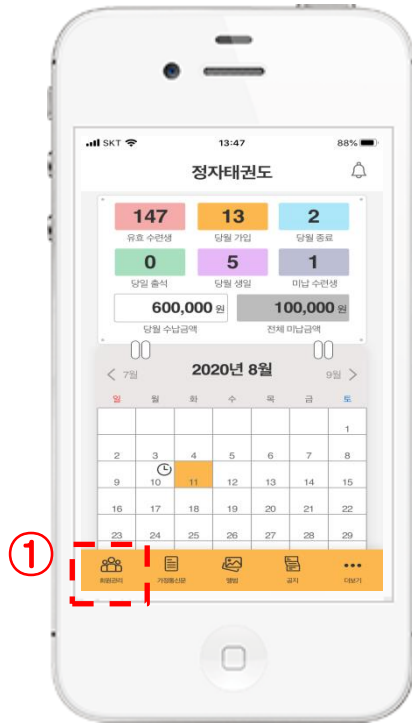 SKT 13:47 88%
정자태권도
147 13 2
유효 수련생 당월 가입 당월 종료
0 5 1
당일 출석 당월 생일 미납 수련생
600,000 원 100,000 원
당월 수납금액 전체 미납금액
< 7월 2020년 8월 9월 >
일 월 화 수 목 금 토
1
2 3 4 5 6 7 8
9 10 11 12 13 14 15
16 17 18 19 20 21 22
23 24 25 26 27 28 29
①
회원관리 가정통신문 앨범 공지 더보기